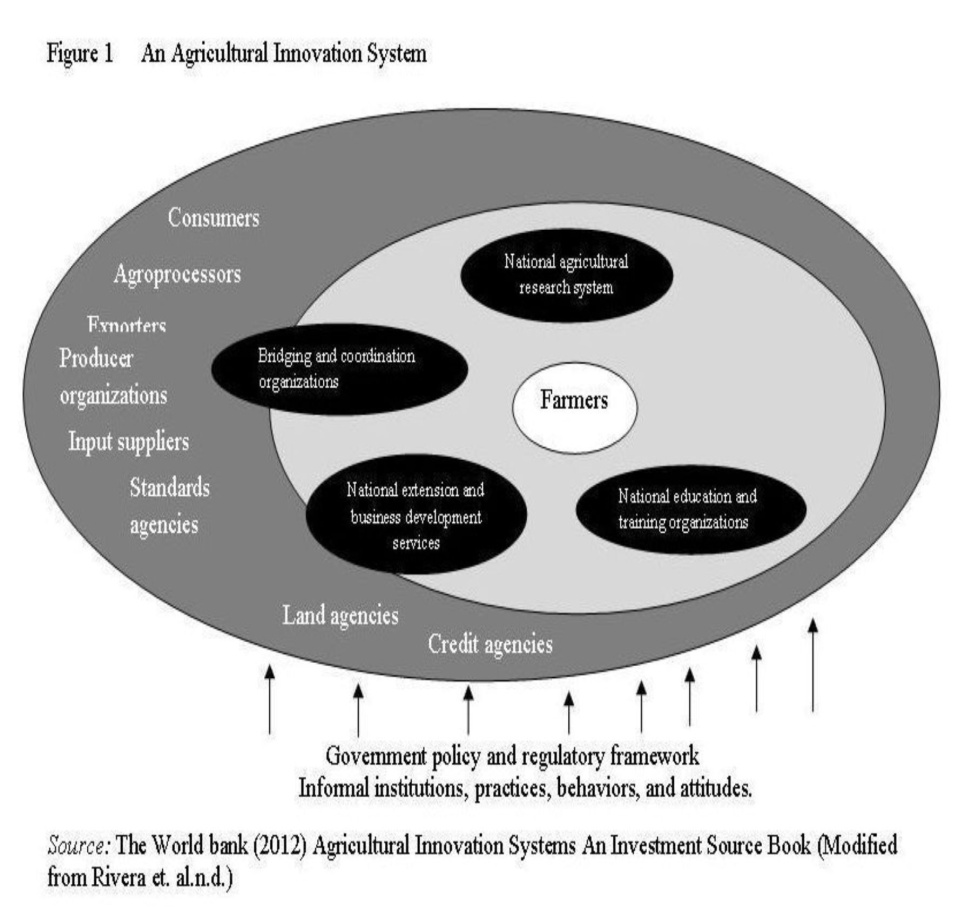 Figure 1 An Agricultural Innovation System
Consumers
Agroprocessors
Exporters
Producer
organizations
Input suppliers
Standards
agencies
Land agencies
Credit agencies
National agricultural
research system
Bridging and coordination
organizations
Farmers
National extension and
business development
services
National education and
training organizations
Government policy and regulatory framework
Informal institutions, practices, behaviors, and attitudes.
Source: The World bank (2012) Agricultural Innovation Systems An Investment Source Book (Modified
from Rivera et. al.n.d.)